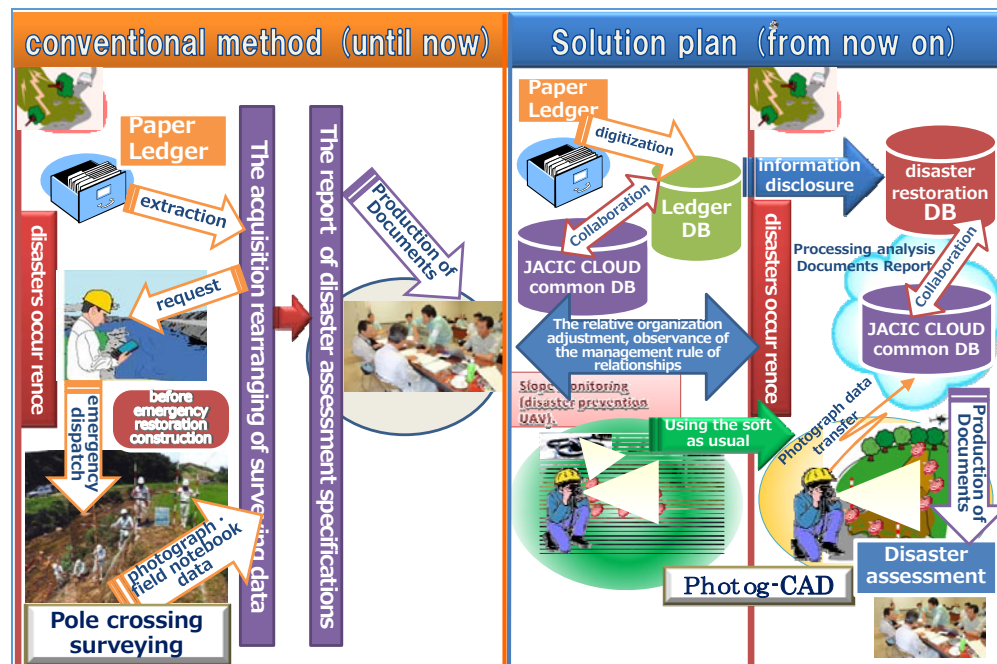 conventional method (until now)
Paper
Ledger
extraction
disasters occur rence
request
emergency
dispatch
before
emergency
restoration
construction
photograph・
field notebook
data
Pole crossing
surveying
The acquisition rearranging of surveying data
The report of disaster assessment specifications
Production of
Documents
Solution plan (from now on)
Paper
Ledger
digitization
Ledger
DB
Collaboration
JACIC CLOUD
common DB
information
disclosure
disaster
restoration
DB
disasters occur rence
Processing analysis
Documents Report
Collaboration
JACIC CLOUD
common DB
The relative organization
adjustment, observance
of the management rule of
relationships
Slope monitoring
(disaster prevention
UAV).
Using the soft
as usual
Photograph data
transfer
Production of
Documents
Photog-CAD
Disaster
assessment